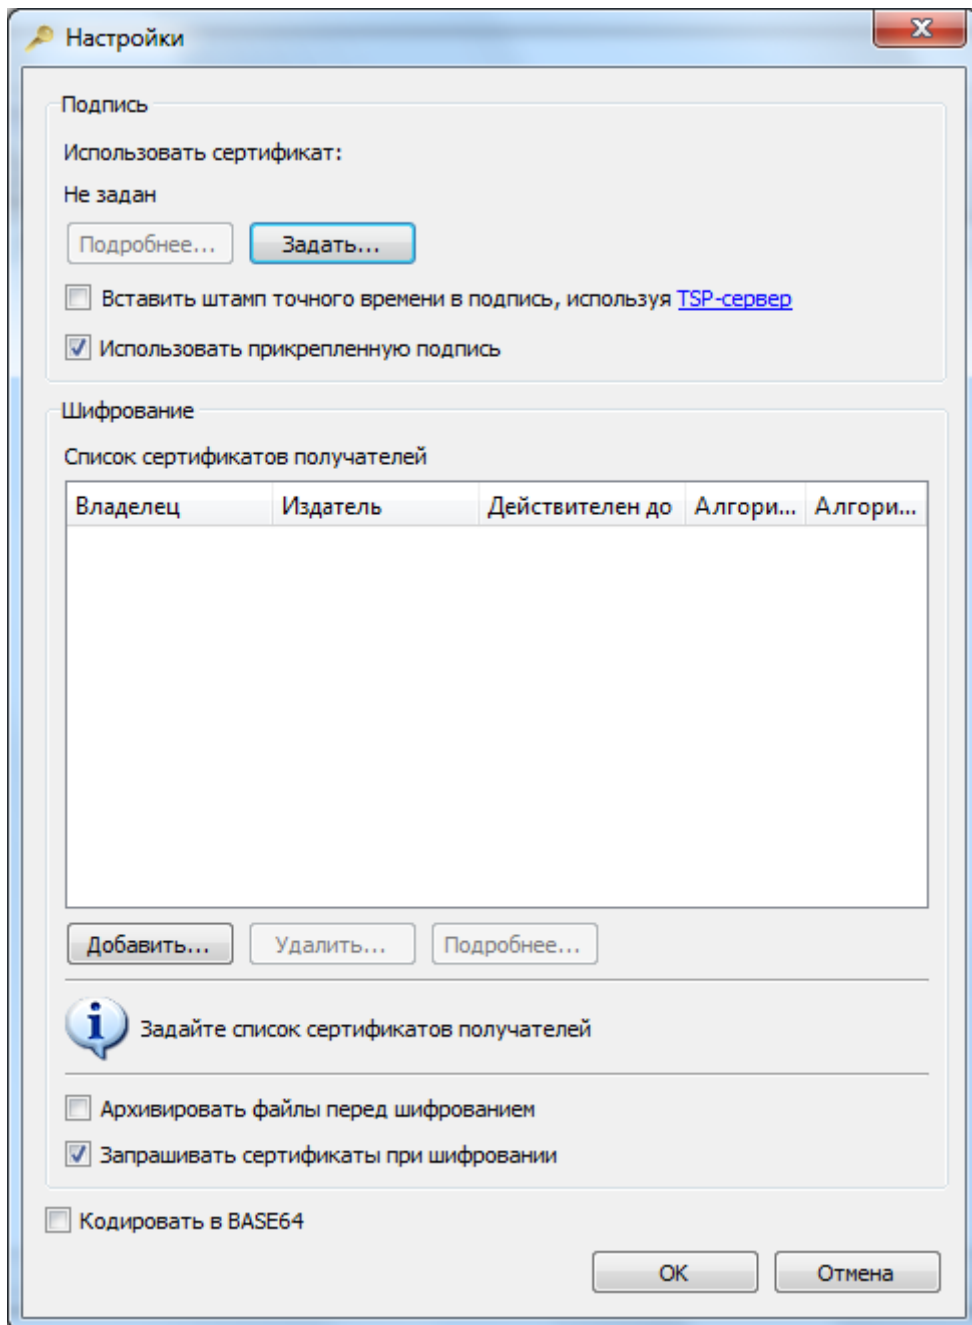 Настройки
Подпись
Использовать сертификат:
Не задан
Подробнее... Задать...
Вставить штамп точного времени в подпись, используя TSP-сервер
Использовать прикрепленную подпись
Шифрование
Список сертификатов получателей
Владелец Издатель Действителен до Алгори... Алгори...
Добавить... Удалить... Подробнее...
Задайте список сертификатов получателей
Архивировать файлы перед шифрованием
Запрашивать сертификаты при шифровании
Кодировать в BASE64
ОК Отмена